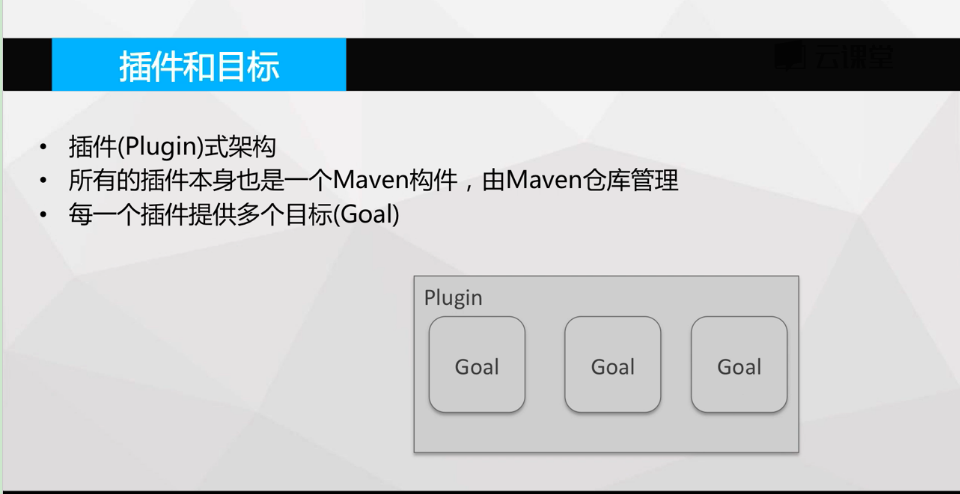 插件和目标
云课堂
• 插件(Plugin)式架构
• 所有的插件本身也是一个Maven构件，由Maven仓库管理
• 每一个插件提供多个目标(Goal)
Plugin
Goal Goal Goal